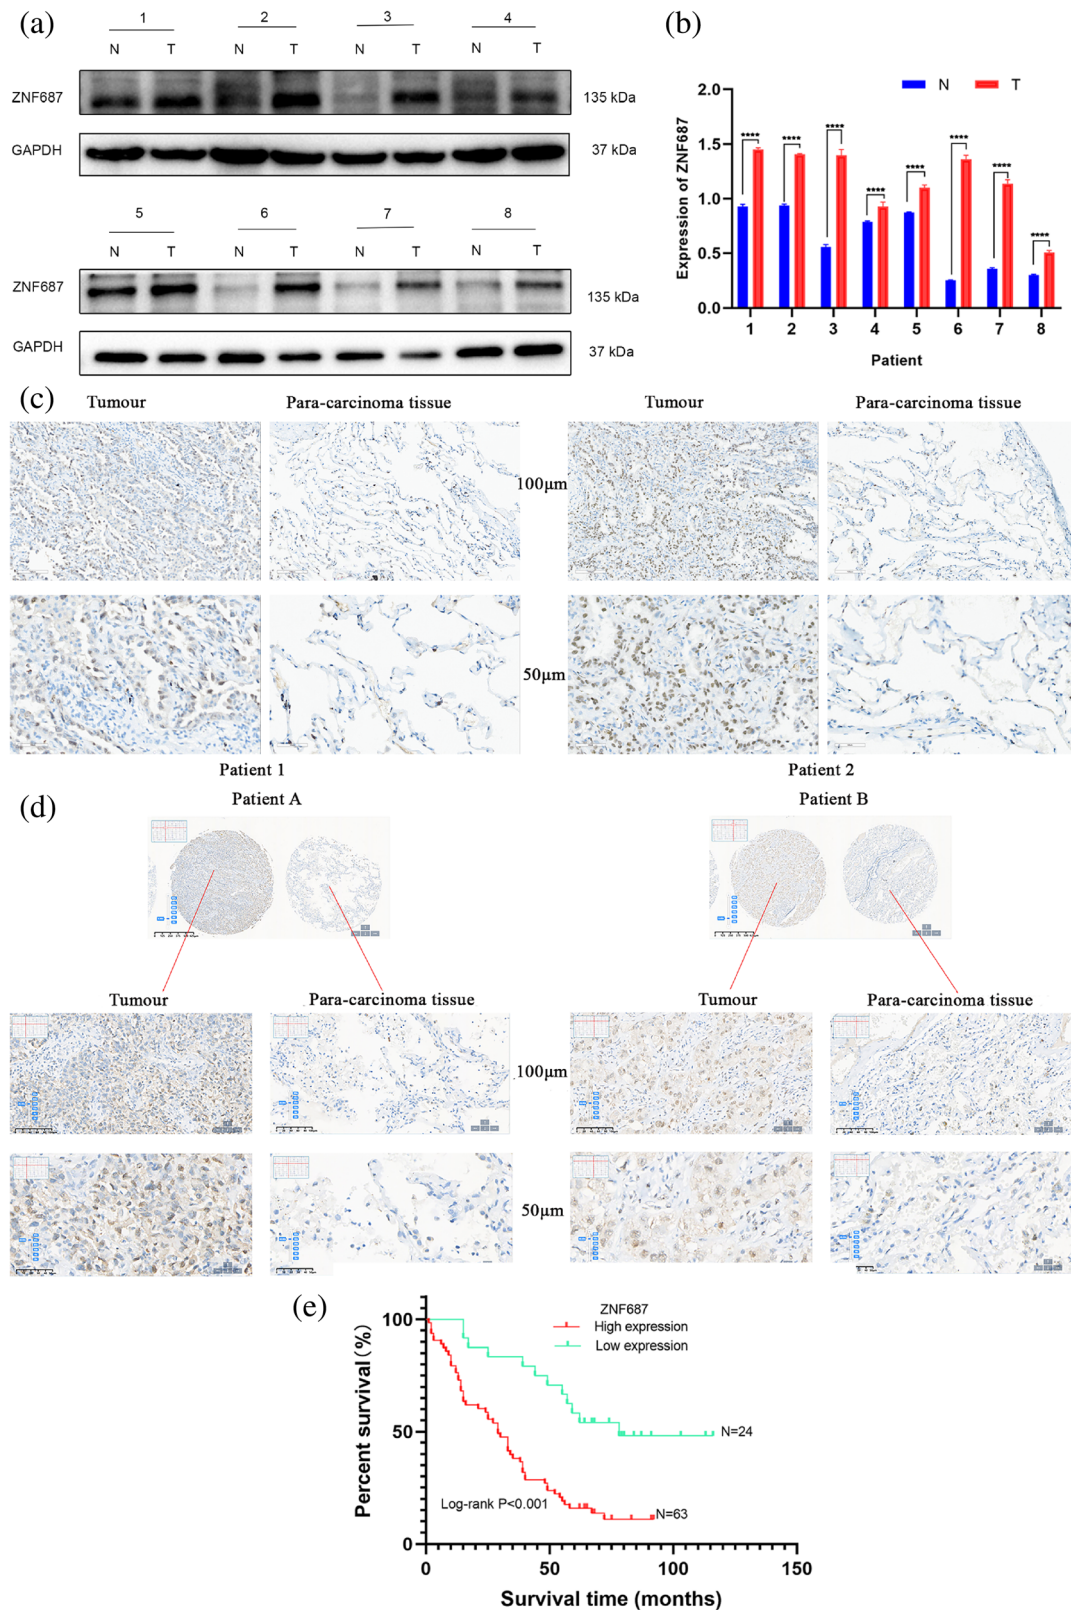 (a)
1 2 3 4
N T N T N T N T
ZNF687 135 kDa
GAPDH 37 kDa
5 6 7 8
N T N T N T N T
ZNF687 135 kDa
GAPDH 37 kDa
(b)
N T
Expression of ZNF687
2.0
1.5
1.0
0.5
0.0
**** **** **** **** **** **** **** ****
1 2 3 4 5 6 7 8
Patient
(c)
Tumour Para-carcinoma tissue Tumour Para-carcinoma tissue
100μm
50μm
Patient 1 Patient 2
(d)
Patient A Patient B
Tumour Para-carcinoma tissue Tumour Para-carcinoma tissue
100μm
50μm
(e)
ZNF687
High expression
Low expression
Percent survival(%)
100
50
0
N=24
Log-rank P<0.001
N=63
0 50 100 150
Survival time (months)